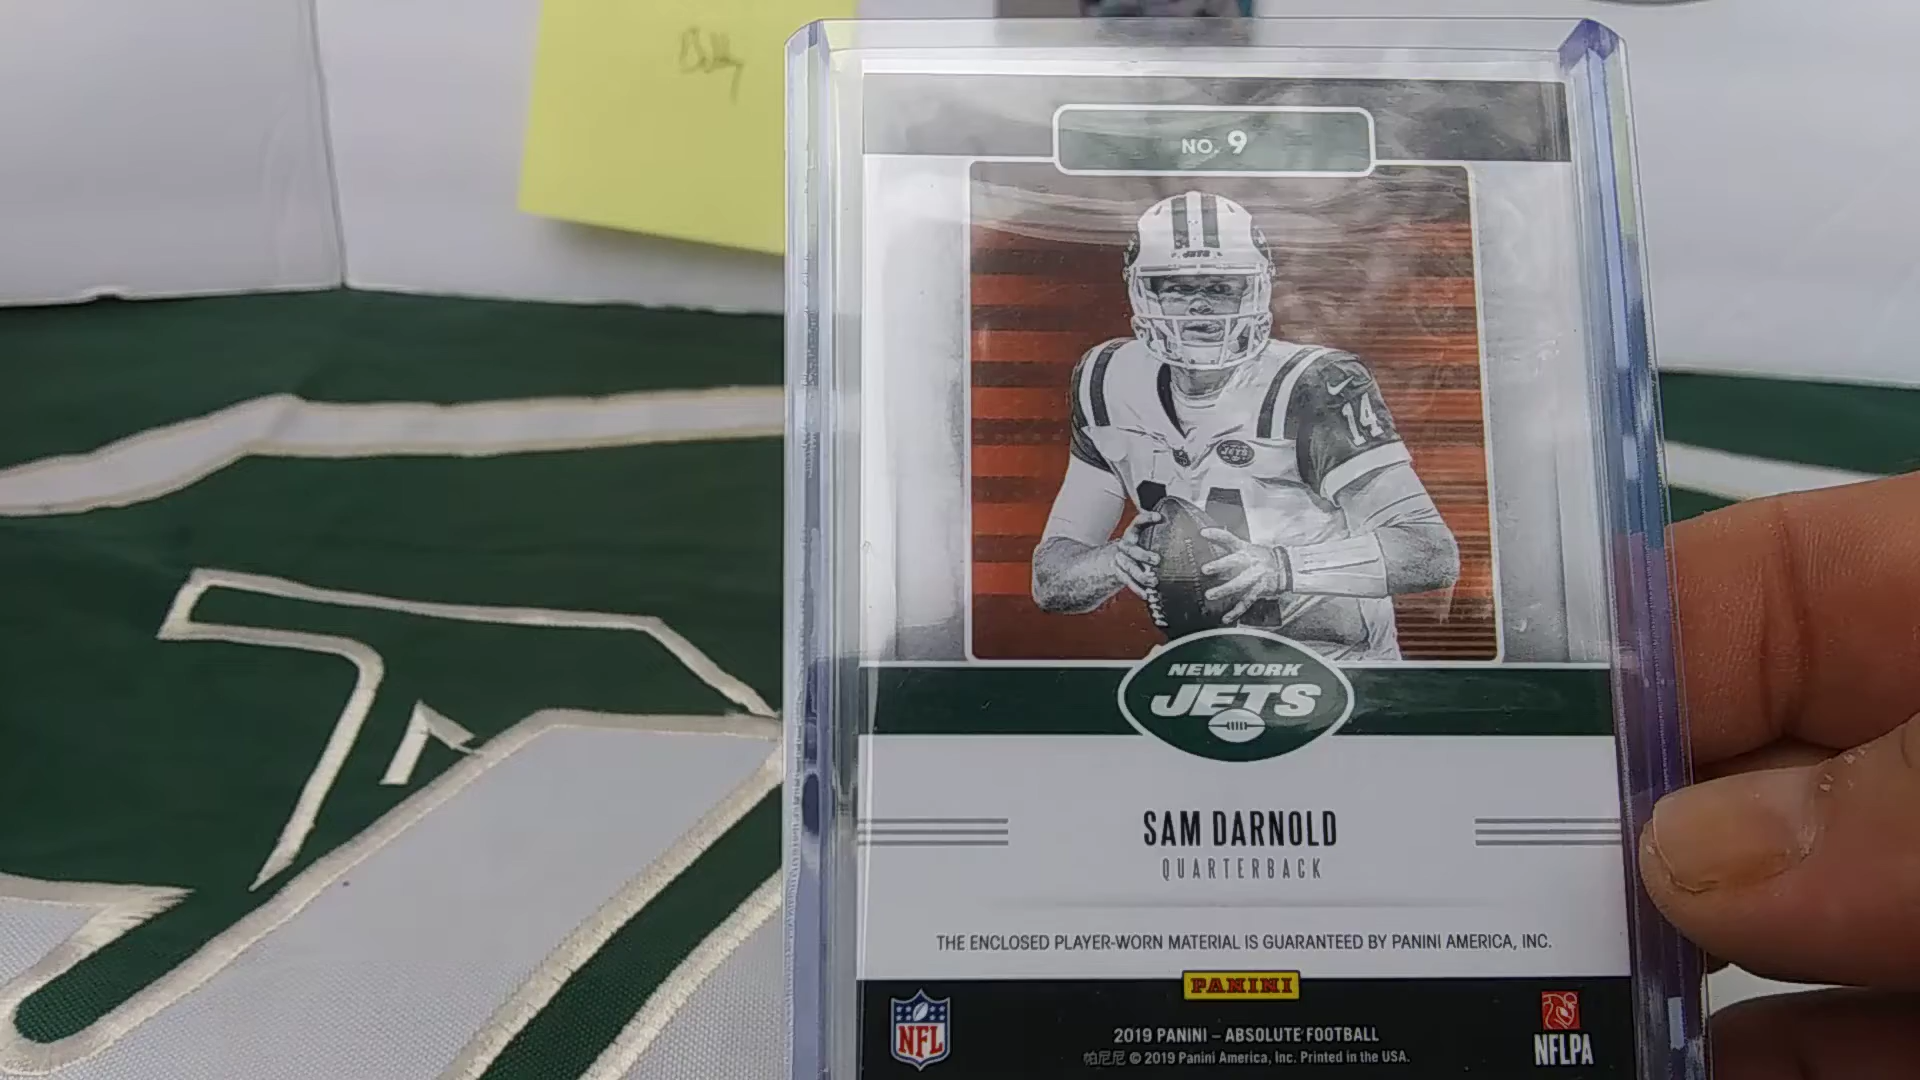 NO. 9
JETS
14
JETS
NEW YORK
JETS
SAM DARNOLD
QUARTERBACK
THE ENCLOSED PLAYER-WORN MATERIAL IS GUARANTEED BY PANINI AMERICA, INC.
PANINI
NFL
2019 PANINI – ABSOLUTE FOOTBALL
帕尼尼 © 2019 Panini America, Inc. Printed in the USA.
NFLPA